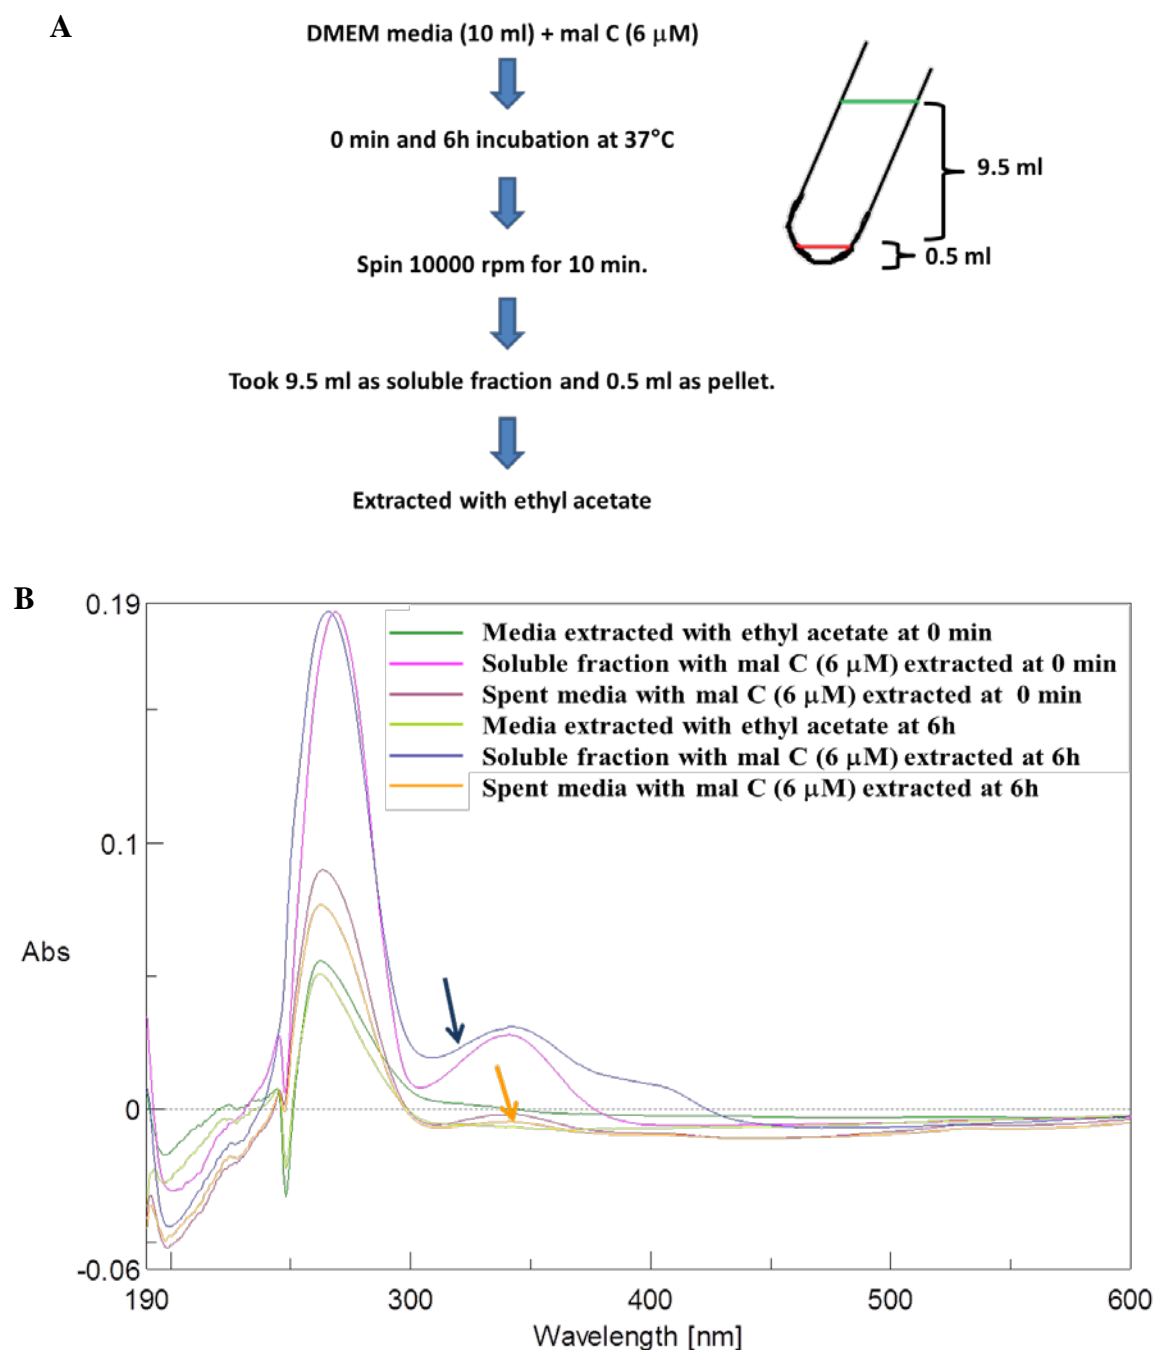 A
DMEM media (10 ml) + mal C (6 μM)
0 min and 6h incubation at 37°C
Spin 10000 rpm for 10 min.
Took 9.5 ml as soluble fraction and 0.5 ml as pellet.
Extracted with ethyl acetate
9.5 ml
0.5 ml
B
0.19
0.1
0
-0.06
Abs
Media extracted with ethyl acetate at 0 min
Soluble fraction with mal C (6 μM) extracted at 0 min
Spent media with mal C (6 μM) extracted at  0 min
Media extracted with ethyl acetate at 6h
Soluble fraction with mal C (6 μM) extracted at 6h
Spent media with mal C (6 μM) extracted at 6h
190
300
400
500
600
Wavelength [nm]